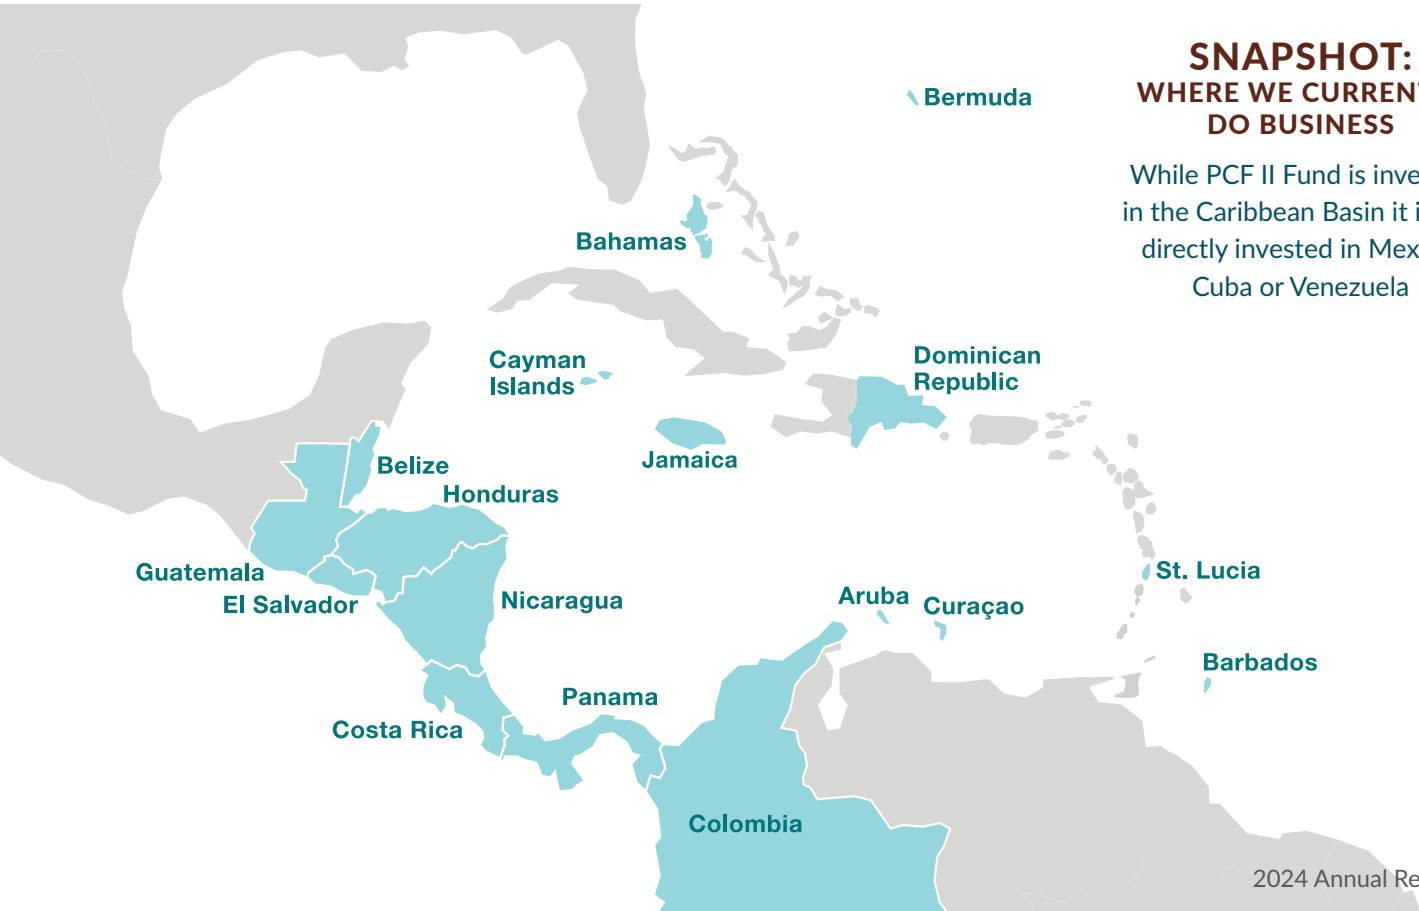 SNAPSHOT:
WHERE WE CURREN
DO BUSINESS
While PCF II Fund is inve
in the Caribbean Basin it i
directly invested in Mex
Cuba or Venezuela
Bermuda
Bahamas
Cayman
Islands
Dominican
Republic
Jamaica
Belize
Honduras
Guatemala
El Salvador
Nicaragua
Aruba
Curaçao
St. Lucia
Barbados
Panama
Costa Rica
Colombia
2024 Annual Re